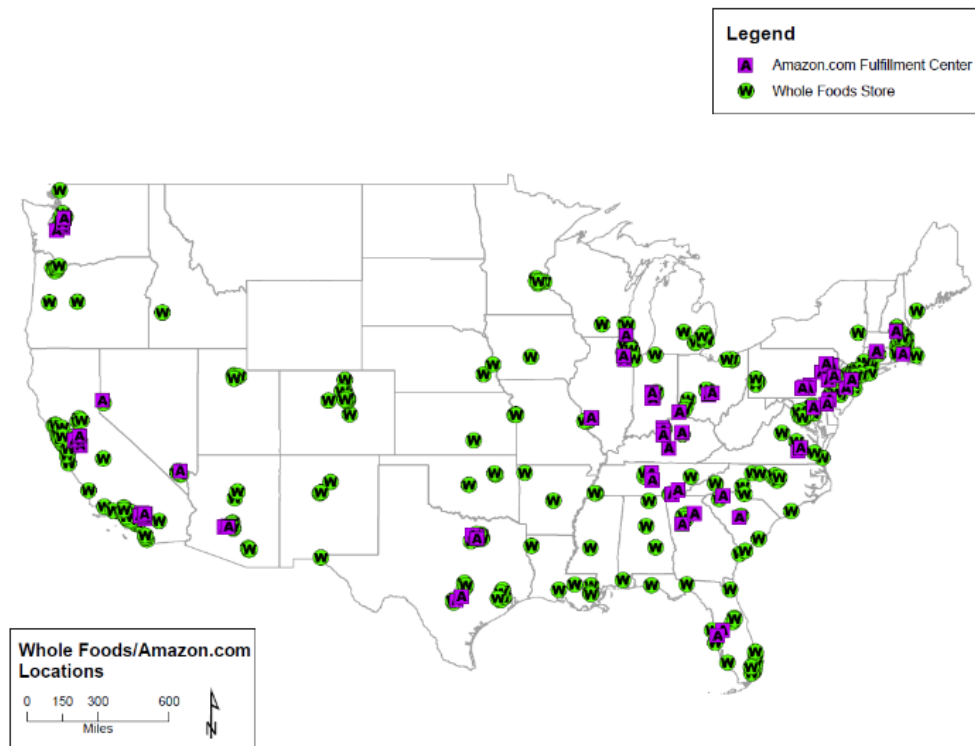 Legend
A Amazon.com Fulfillment Center
W Whole Foods Store
Whole Foods/Amazon.com
Locations
0 150 300 600
Miles
N